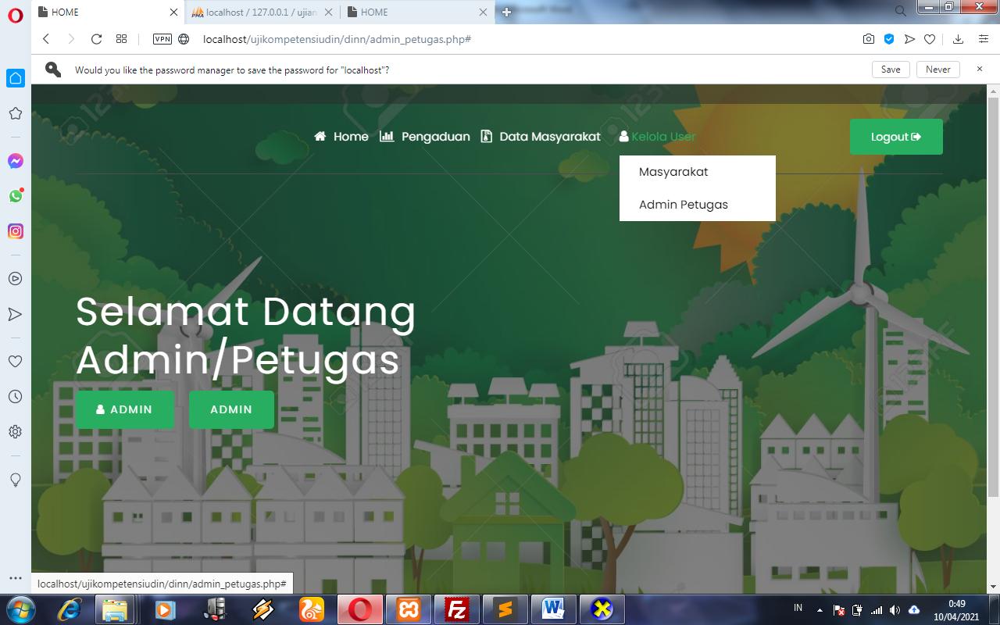 HOME
localhost / 127.0.0.1 / ujian
HOME
VPN
localhost/ujikompetensiudin/dinn/admin_petugas.php#
Would you like the password manager to save the password for "localhost"?
Save
Never
Home
Pengaduan
Data Masyarakat
Kelola User
Logout
Masyarakat
Admin Petugas
Selamat Datang
Admin/Petugas
ADMIN
ADMIN
localhost/ujikompetensiudin/dinn/admin_petugas.php#
IN
0:49
10/04/2021